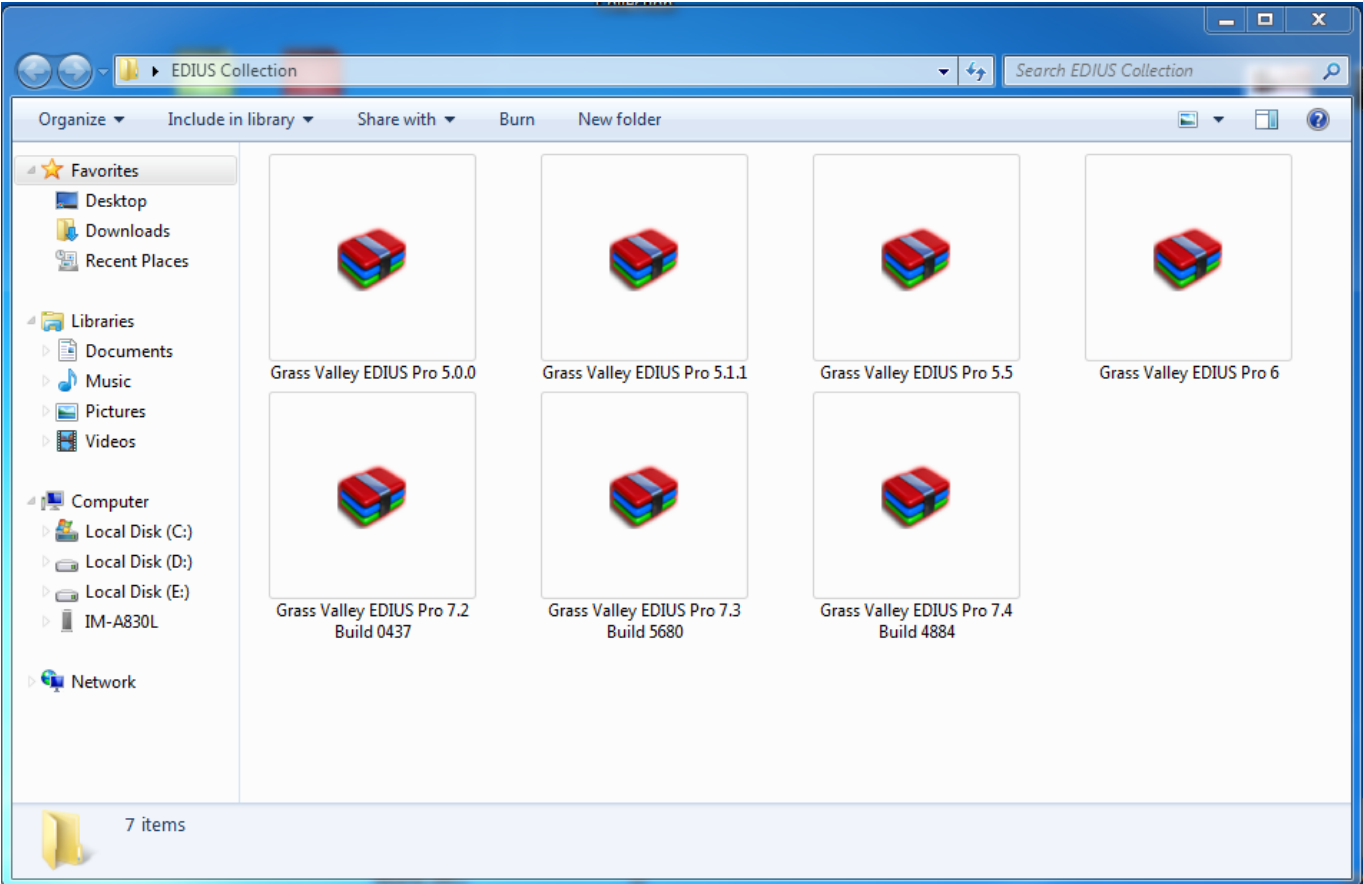 EDIUS Collection
Search EDIUS Collection
Organize
Include in library
Share with
Burn
New folder
Favorites
Desktop
Downloads
Recent Places
Libraries
Documents
Music
Pictures
Videos
Computer
Local Disk (C:)
Local Disk (D:)
Local Disk (E:)
IM-A830L
Network
Grass Valley EDIUS Pro 5.0.0
Grass Valley EDIUS Pro 5.1.1
Grass Valley EDIUS Pro 5.5
Grass Valley EDIUS Pro 6
Grass Valley EDIUS Pro 7.2
Build 0437
Grass Valley EDIUS Pro 7.3
Build 5680
Grass Valley EDIUS Pro 7.4
Build 4884
7 items